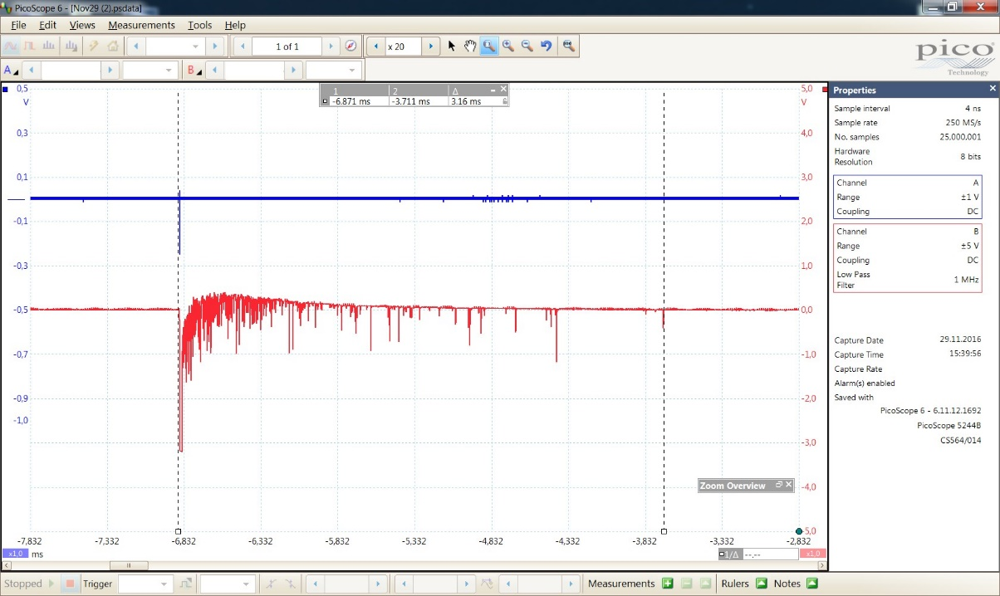 PicoScope 6 - [Nov29 (2).psdata]
File Edit Views Measurements Tools Help
1 of 1 x 20
pico
Technology
A B
1 2 Δ
-6.871 ms -3.711 ms 3.16 ms
0,5
V
0,3
0,1
-0,1
-0,3
-0,5
-0,7
-0,9
-1,0
5,0
V
4,0
3,0
2,0
1,0
0,0
-1,0
-2,0
-3,0
-4,0
-5,0
Zoom Overview
-7,832 -7,332 -6,832 -6,332 -5,832 -5,332 -4,832 -4,332 -3,832 -3,332 -2,832
x1,0 ms 1/Δ --.-- x1,0
Properties
Sample interval 4 ns
Sample rate 250 MS/s
No. samples 25,000,001
Hardware
Resolution 8 bits
Channel A
Range ±1 V
Coupling DC
Channel B
Range ±5 V
Coupling DC
Low Pass
Filter 1 MHz
Capture Date 29.11.2016
Capture Time 15:39:56
Capture Rate
Alarm(s) enabled
Saved with
PicoScope 6 - 6.11.12.1692
PicoScope 5244B
CS564/014
Stopped Trigger Measurements Rulers Notes